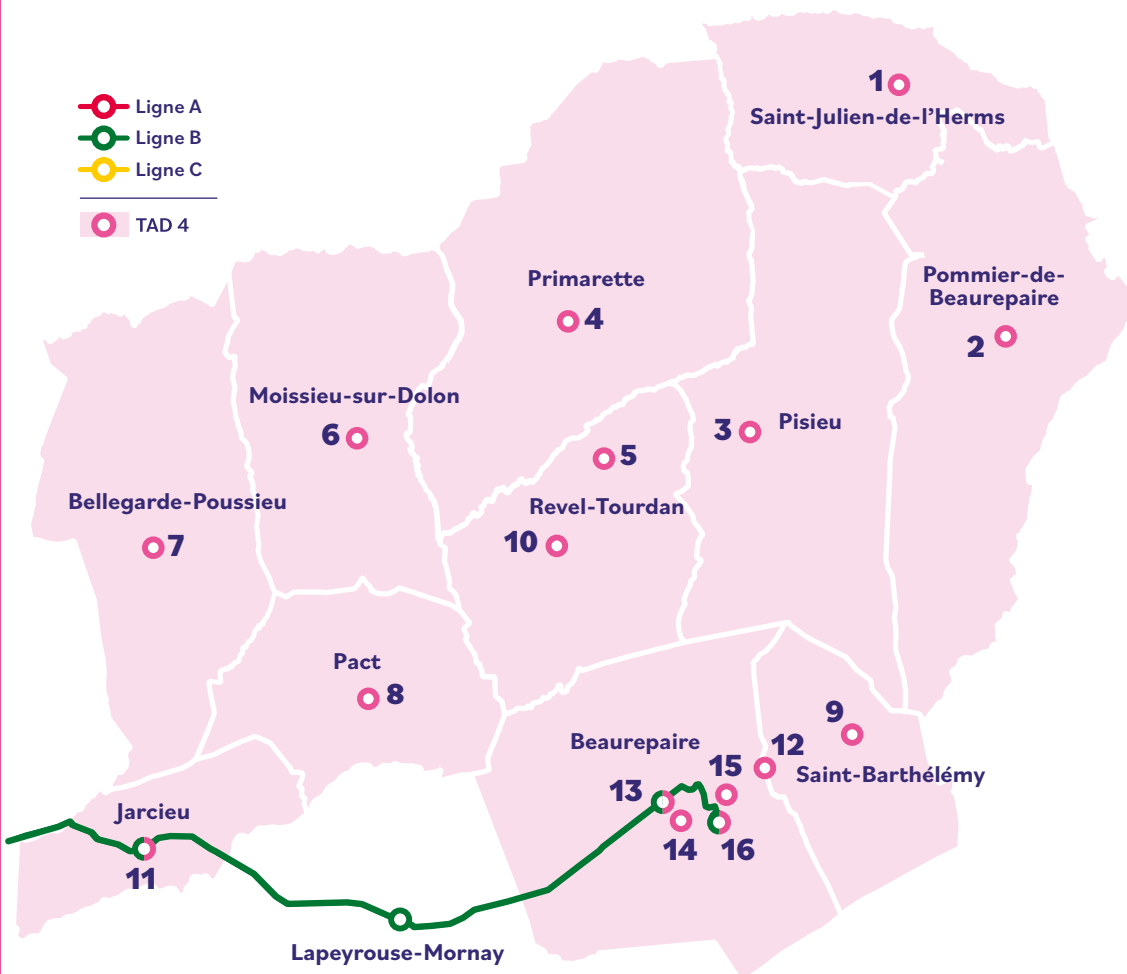 Ligne A
Ligne B
Ligne C
TAD 4
1
Saint-Julien-de-l’Herms
Pommier-de-
Beaurepaire
2
Primarette
4
Moissieu-sur-Dolon
6
3
Pisieu
5
Revel-Tourdan
10
Bellegarde-Poussieu
7
Pact
8
9
12
Saint-Barthélémy
Beaurepaire
15
13
14
16
Jarcieu
11
Lapeyrouse-Mornay